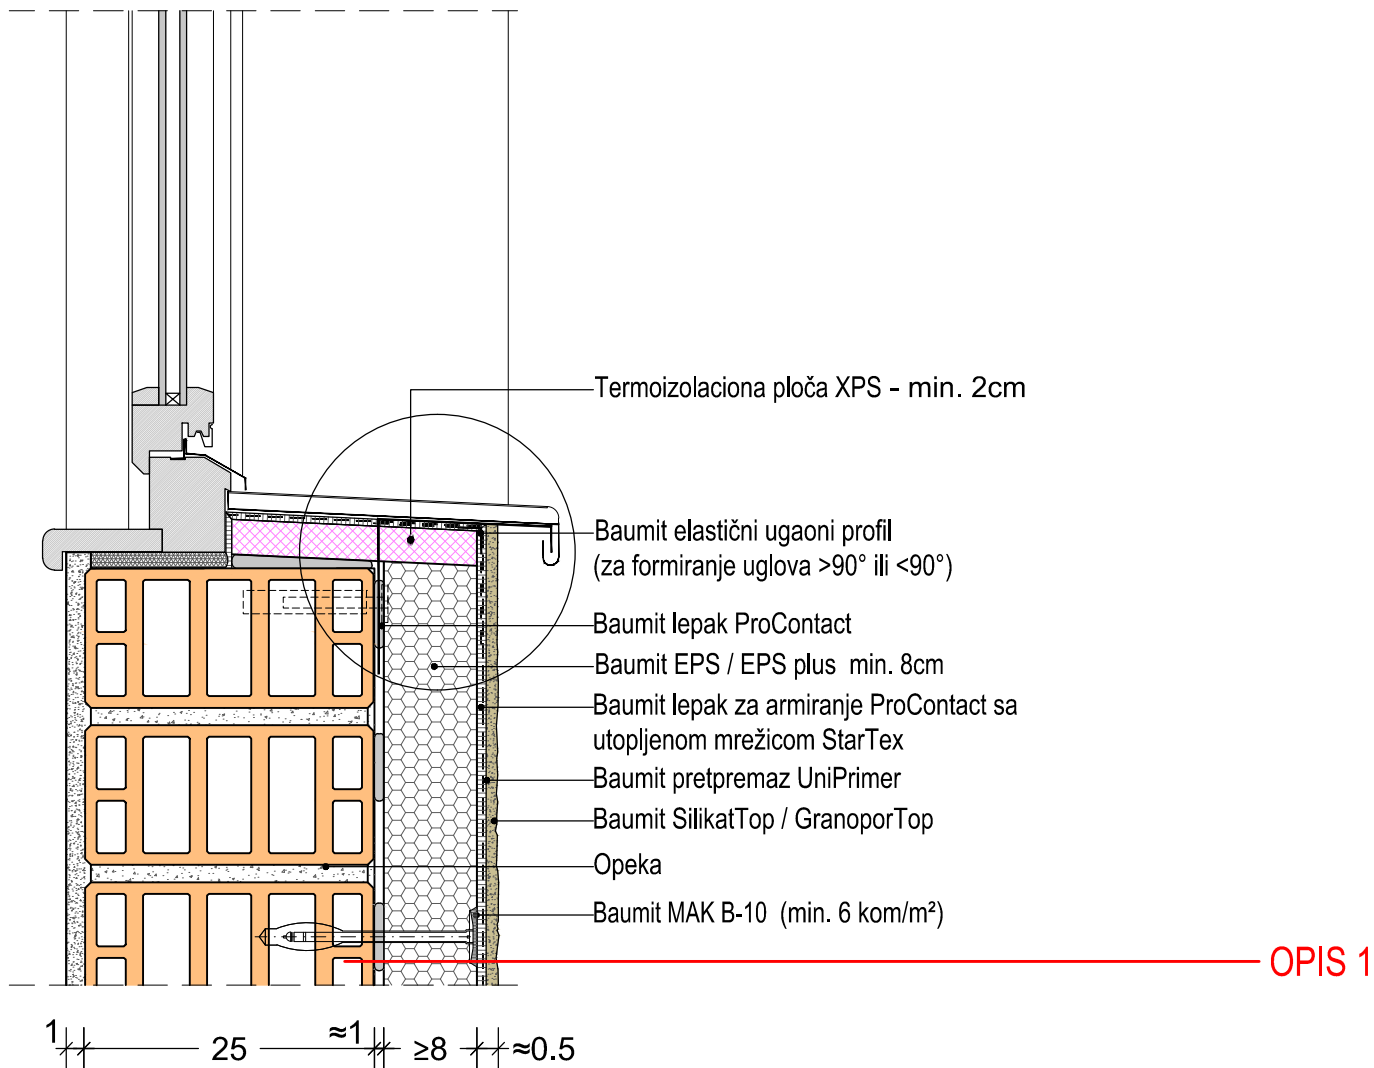 Termoizolaciona ploča XPS - min. 2cm
Baumit elastični ugaoni profil
(za formiranje uglova >90° ili <90°)
Baumit lepak ProContact
Baumit EPS / EPS plus min. 8cm
Baumit lepak za armiranje ProContact sa
utopljenom mrežicom StarTex
Baumit pretpremaz UniPrimer
Baumit SilikatTop / GranoporTop
Opeka
Baumit MAK B-10 (min. 6 kom/m²)
OPIS 1
1 25 ≈1 ≥8 ≈0.5